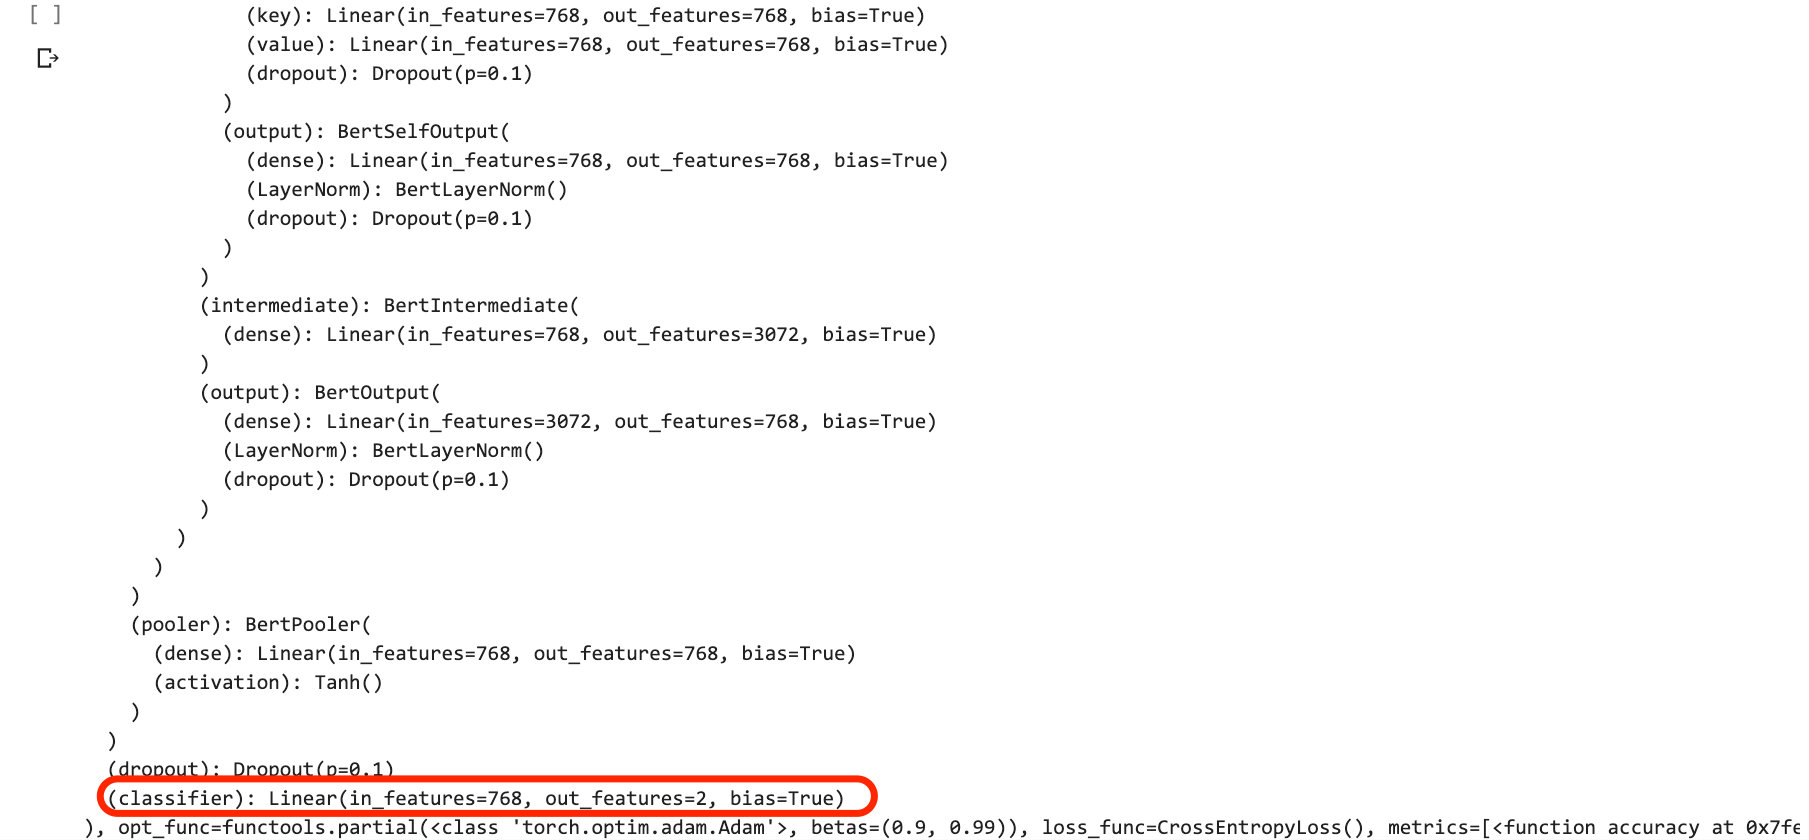 [ ] (key): Linear(in_features=768, out_features=768, bias=True)
(value): Linear(in_features=768, out_features=768, bias=True)
(dropout): Dropout(p=0.1)
)
(output): BertSelfOutput(
(dense): Linear(in_features=768, out_features=768, bias=True)
(LayerNorm): BertLayerNorm()
(dropout): Dropout(p=0.1)
)
)
(intermediate): BertIntermediate(
(dense): Linear(in_features=768, out_features=3072, bias=True)
)
(output): BertOutput(
(dense): Linear(in_features=3072, out_features=768, bias=True)
(LayerNorm): BertLayerNorm()
(dropout): Dropout(p=0.1)
)
)
)
)
(pooler): BertPooler(
(dense): Linear(in_features=768, out_features=768, bias=True)
(activation): Tanh()
)
)
(dropout): Dropout(p=0.1)
(classifier): Linear(in_features=768, out_features=2, bias=True)
), opt_func=functools.partial(<class 'torch.optim.adam.Adam'>, betas=(0.9, 0.99)), loss_func=CrossEntropyLoss(), metrics=[<function accuracy at 0x7fe